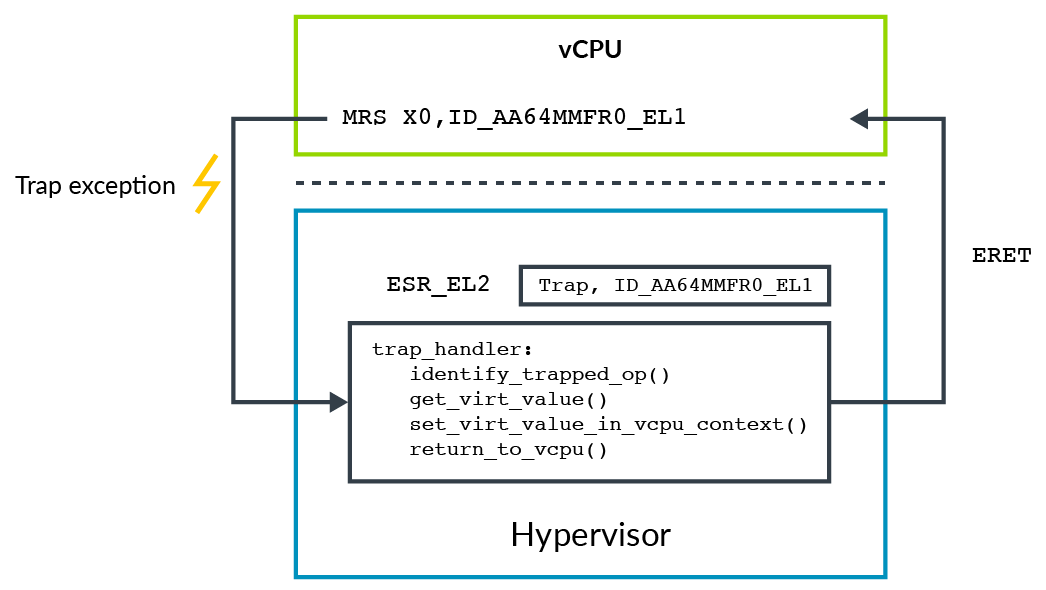 vCPU
MRS X0,ID_AA64MMFR0_EL1
Trap exception
ERET
ESR_EL2
Trap, ID_AA64MMFR0_EL1
trap_handler:
identify_trapped_op()
get_virt_value()
set_virt_value_in_vcpu_context()
return_to_vcpu()
Hypervisor